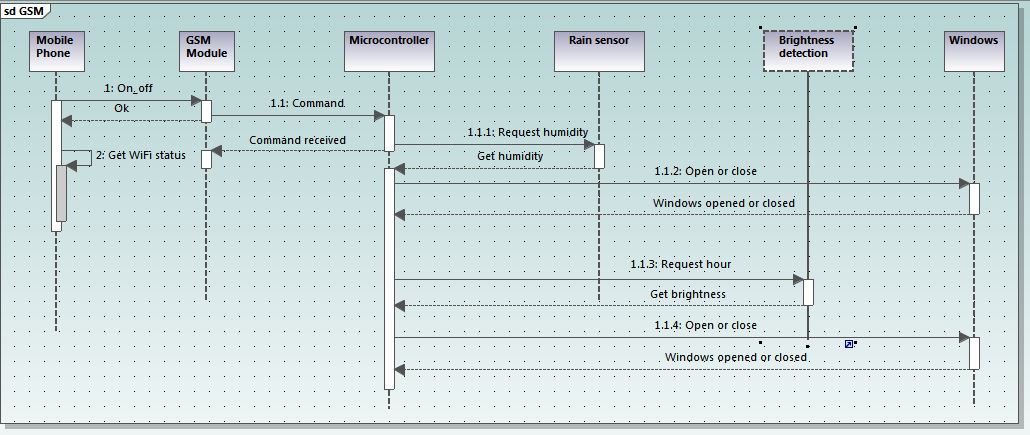 sd GSM
Mobile
Phone
GSM
Module
Microcontroller
Rain sensor
Brightness
detection
Windows
1: On_off
Ok
1.1: Command
Command received
1.1.1: Request humidity
Get humidity
2: Get WiFi status
1.1.2: Open or close
Windows opened or closed
1.1.3: Request hour
Get brightness
1.1.4: Open or close
Windows opened or closed